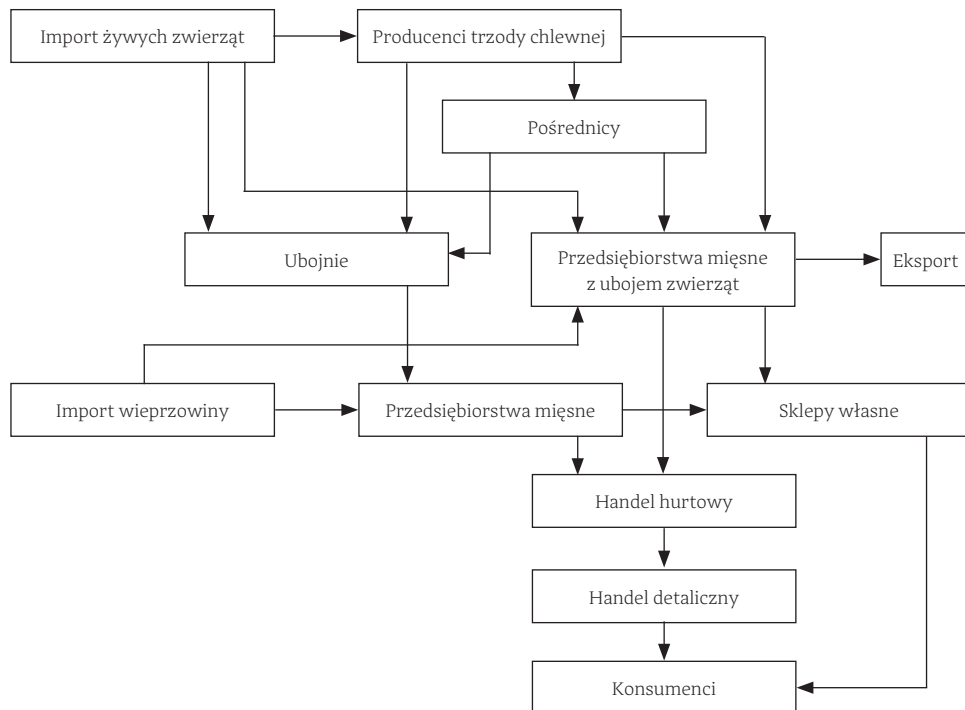 Import żywych zwierząt
Producenci trzody chlewnej
Pośrednicy
Ubojnie
Przedsiębiorstwa mięsne
z ubojem zwierząt
Eksport
Import wieprzowiny
Przedsiębiorstwa mięsne
Sklepy własne
Handel hurtowy
Handel detaliczny
Konsumenci